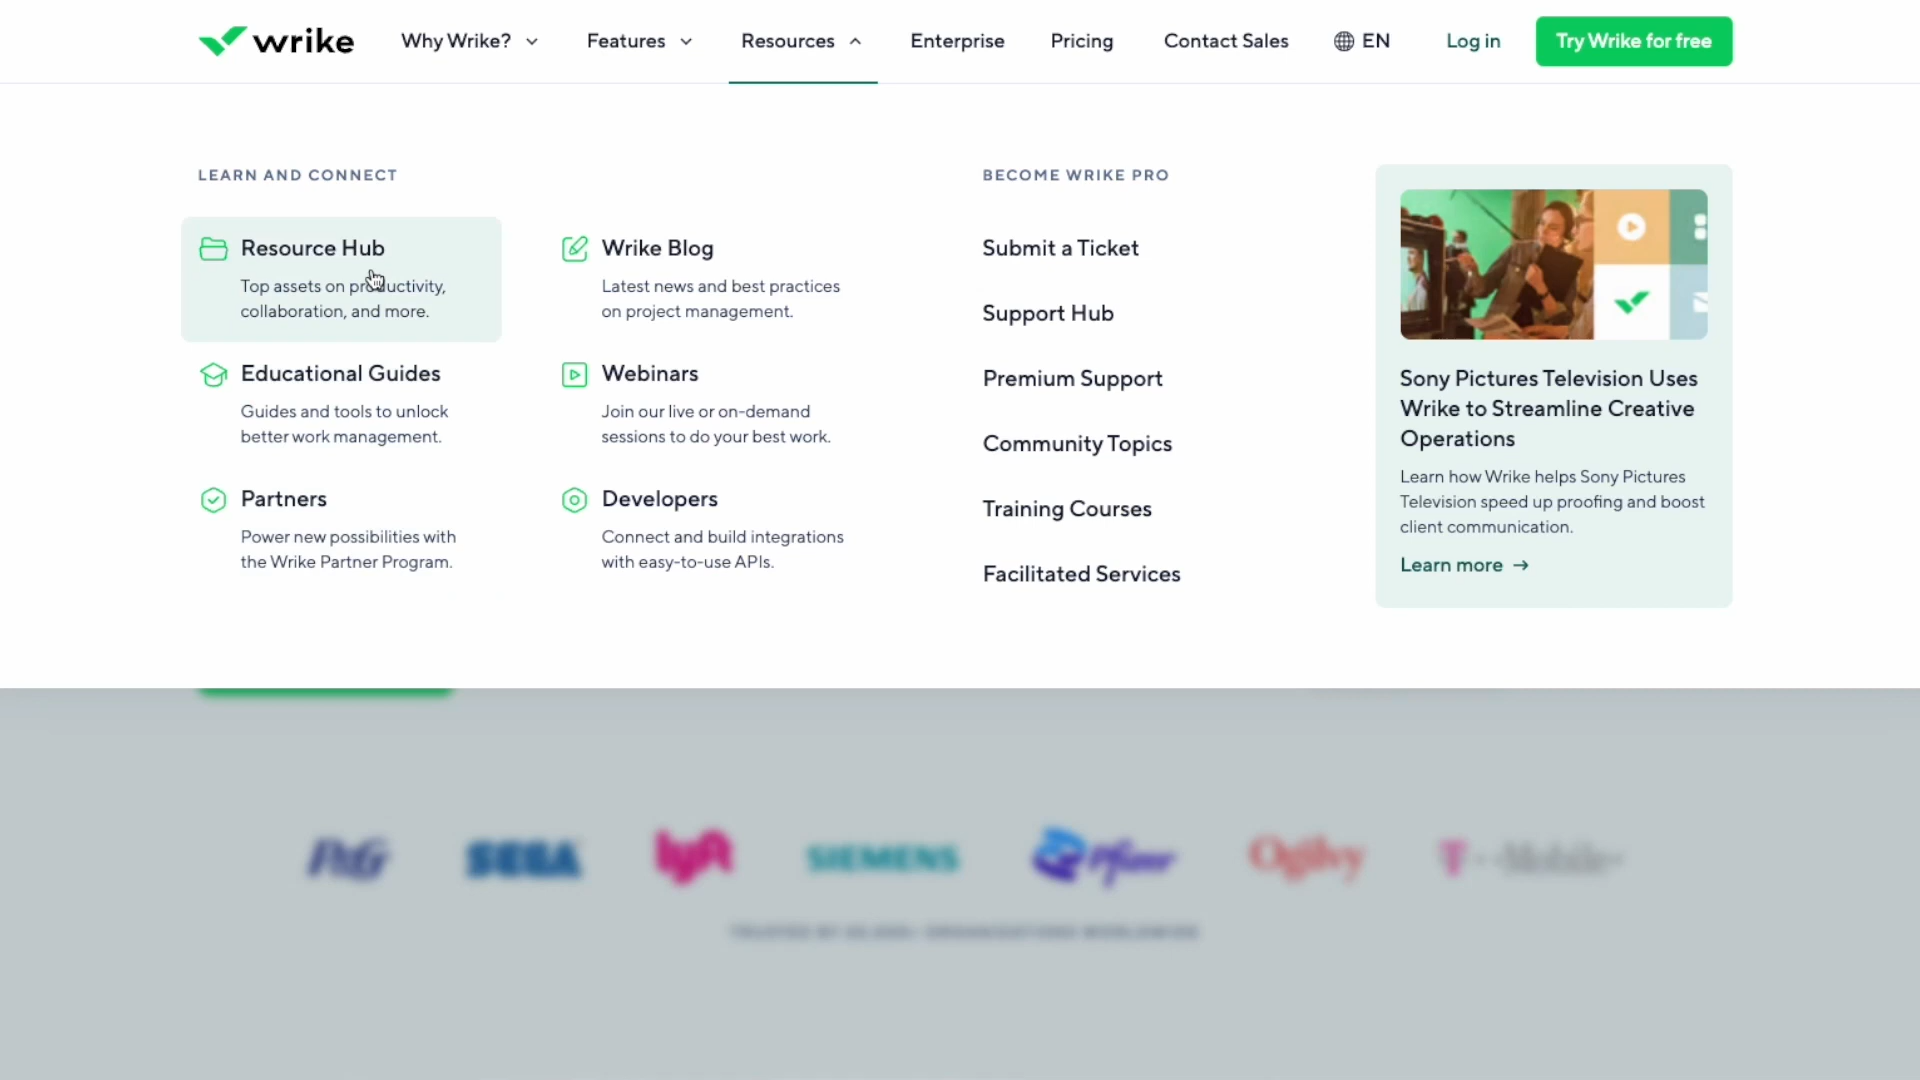 wrike
Why Wrike?
Features
Resources
Enterprise
Pricing
Contact Sales
EN
Log in
Try Wrike for free
LEARN AND CONNECT
Resource Hub
Top assets on productivity,
collaboration, and more.
Wrike Blog
Latest news and best practices
on project management.
Educational Guides
Guides and tools to unlock
better work management.
Webinars
Join our live or on-demand
sessions to do your best work.
Partners
Power new possibilities with
the Wrike Partner Program.
Developers
Connect and build integrations
with easy-to-use APIs.
BECOME WRIKE PRO
Submit a Ticket
Support Hub
Premium Support
Community Topics
Training Courses
Facilitated Services
Sony Pictures Television Uses
Wrike to Streamline Creative
Operations
Learn how Wrike helps Sony Pictures
Television speed up proofing and boost
client communication.
Learn more
P&G
SEGA
lyft
SIEMENS
Pfizer
Ogilvy
T Mobile